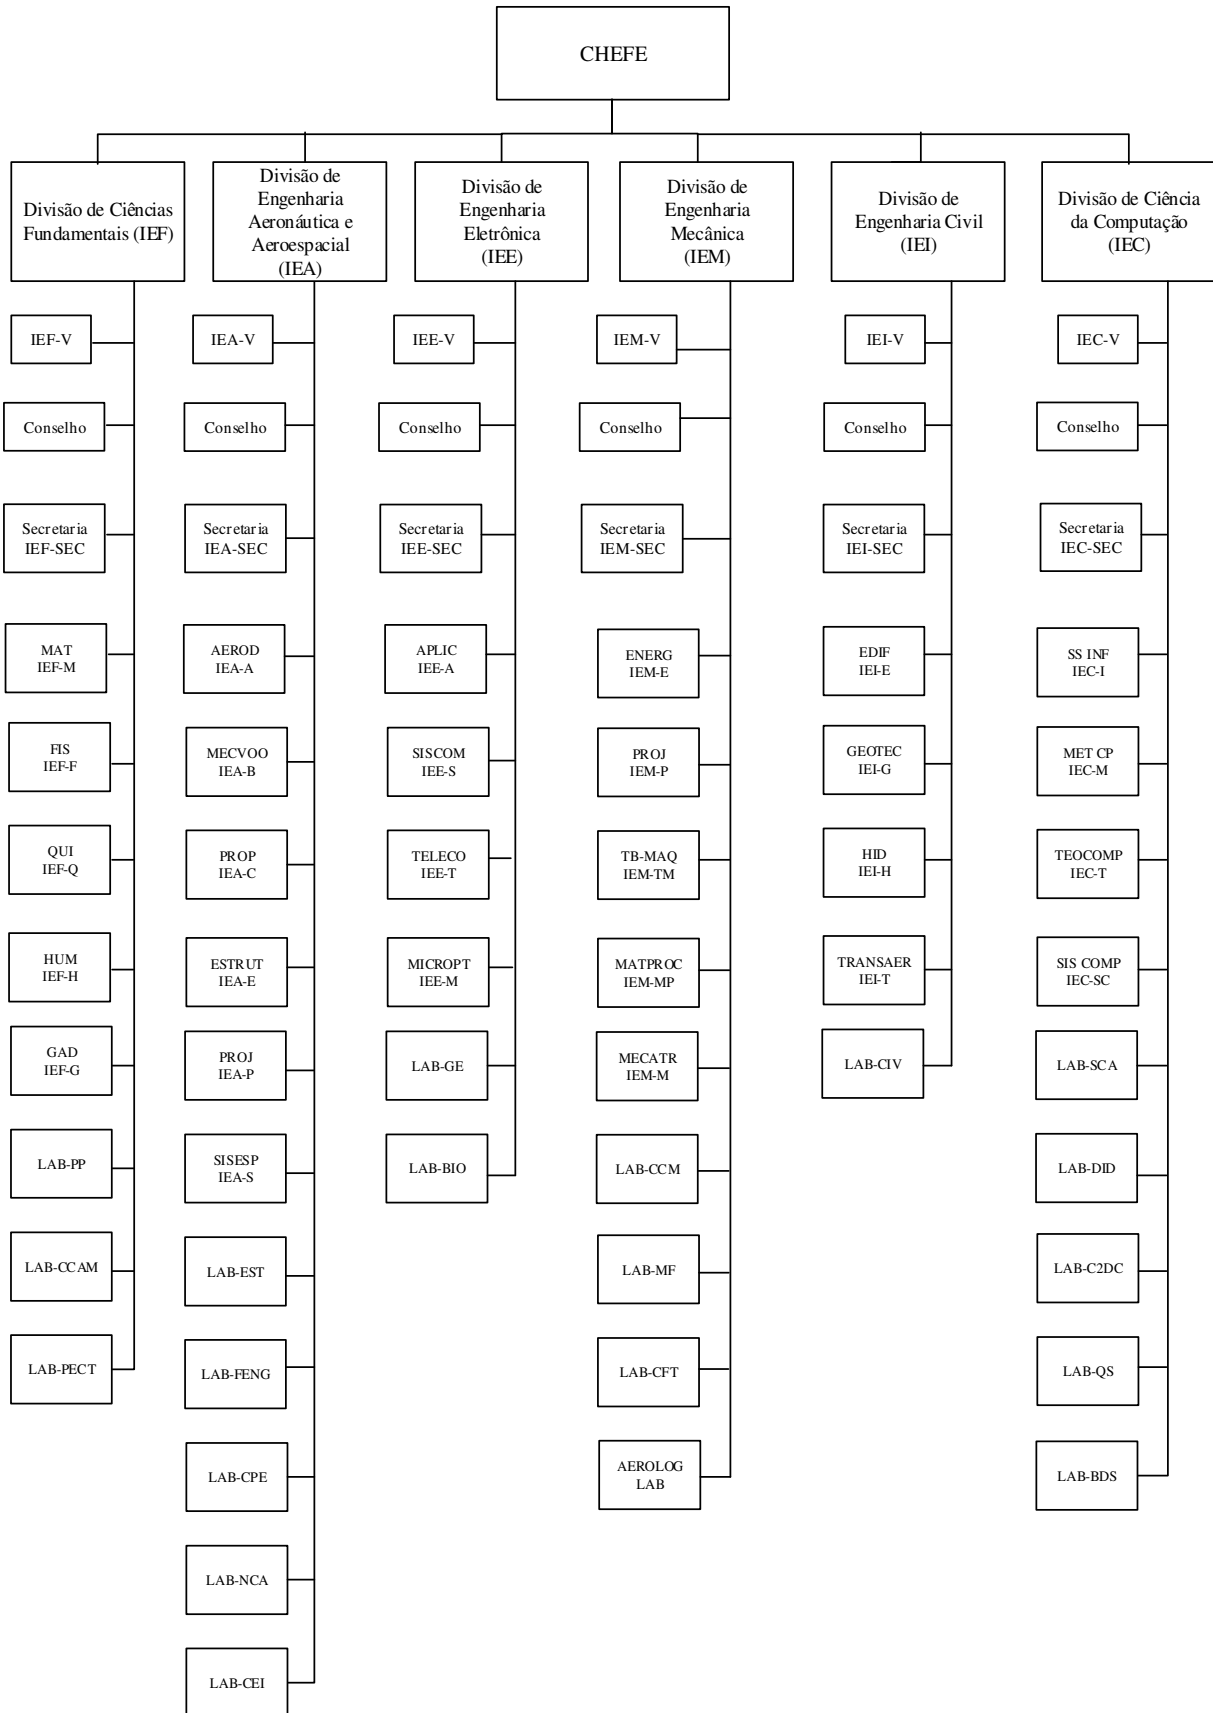 CHEFE
Divisão de Ciências
Fundamentais (IEF)
Divisão de
Engenharia
Aeronáutica e
Aeroespacial
(IEA)
Divisão de
Engenharia
Eletrônica
(IEE)
Divisão de
Engenharia
Mecânica
(IEM)
Divisão de
Engenharia Civil
(IEI)
Divisão de Ciência
da Computação
(IEC)
IEF-V
Conselho
Secretaria
IEF-SEC
MAT
IEF-M
FIS
IEF-F
QUI
IEF-Q
HUM
IEF-H
GAD
IEF-G
LAB-PP
LAB-CCAM
LAB-PECT
IEA-V
Conselho
Secretaria
IEA-SEC
AEROD
IEA-A
MECVOO
IEA-B
PROP
IEA-C
ESTRUT
IEA-E
PROJ
IEA-P
SISESP
IEA-S
LAB-EST
LAB-FENG
LAB-CPE
LAB-NCA
LAB-CEI
IEE-V
Conselho
Secretaria
IEE-SEC
APLIC
IEE-A
SISCOM
IEE-S
TELECO
IEE-T
MICROPT
IEE-M
LAB-GE
LAB-BIO
IEM-V
Conselho
Secretaria
IEM-SEC
ENERG
IEM-E
PROJ
IEM-P
TB-MAQ
IEM-TM
MATPROC
IEM-MP
MECATR
IEM-M
LAB-CCM
LAB-MF
LAB-CFT
AEROLOG
LAB
IEI-V
Conselho
Secretaria
IEI-SEC
EDIF
IEI-E
GEOTEC
IEI-G
HID
IEI-H
TRANSAER
IEI-T
LAB-CIV
IEC-V
Conselho
Secretaria
IEC-SEC
SS INF
IEC-I
MET CP
IEC-M
TEOCOMP
IEC-T
SIS COMP
IEC-SC
LAB-SCA
LAB-DID
LAB-C2DC
LAB-QS
LAB-BDS